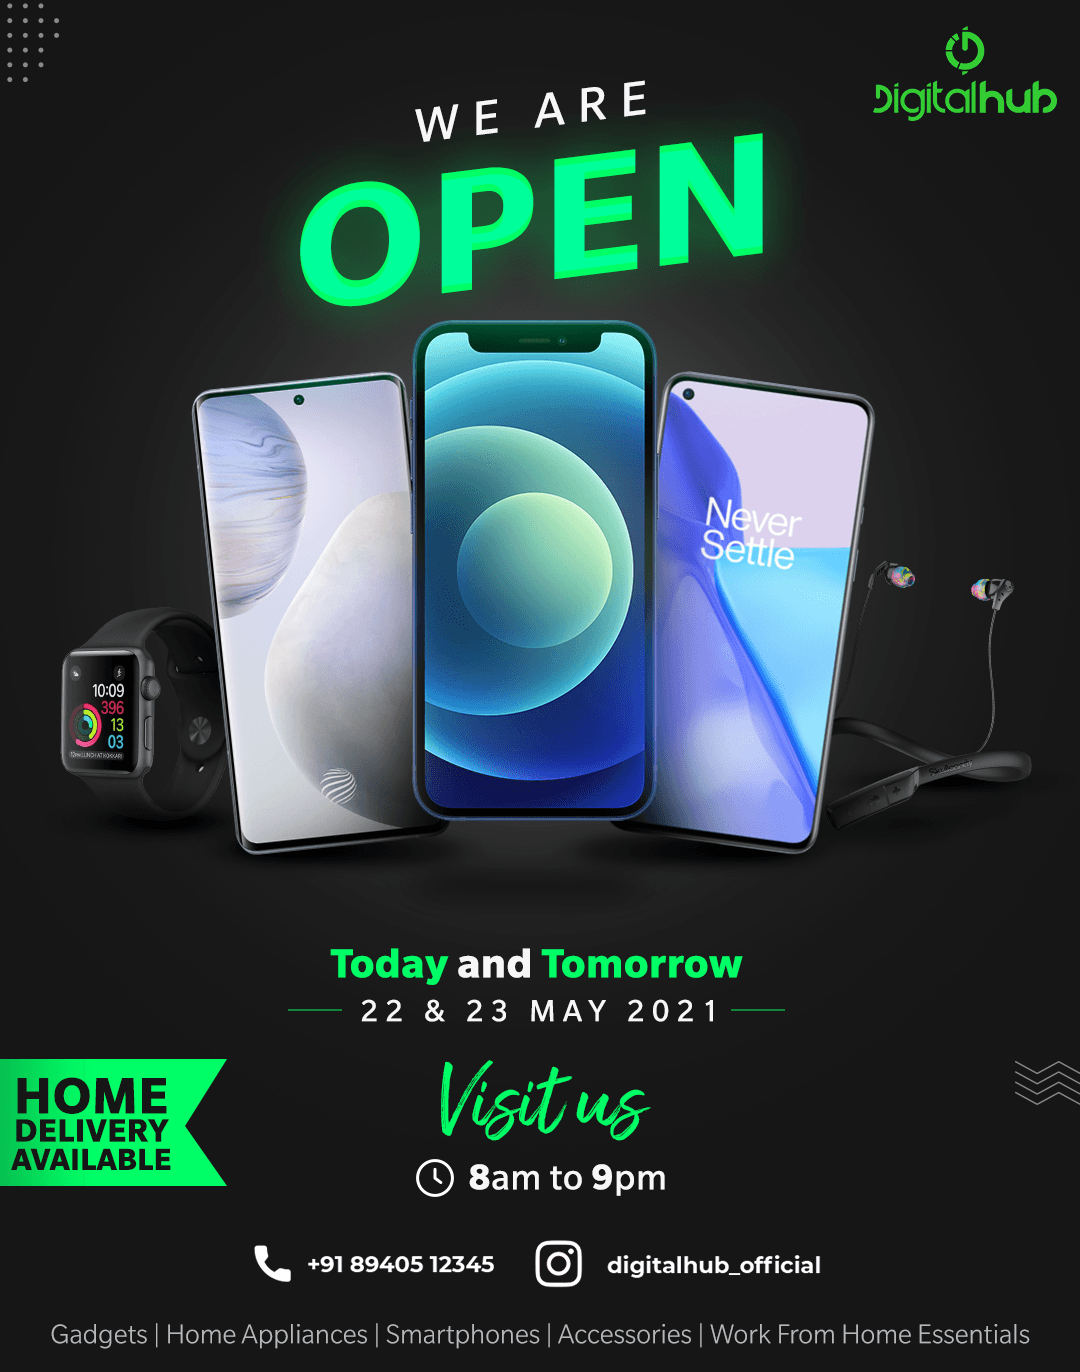 Digitalhub
WE ARE
OPEN
Never
Settle
10:09
396
13
03
Today and Tomorrow
22 & 23 MAY 2021
HOME
DELIVERY
AVAILABLE
Visit us
8am to 9pm
+91 89405 12345
digitalhub_official
Gadgets | Home Appliances | Smartphones | Accessories | Work From Home Essentials